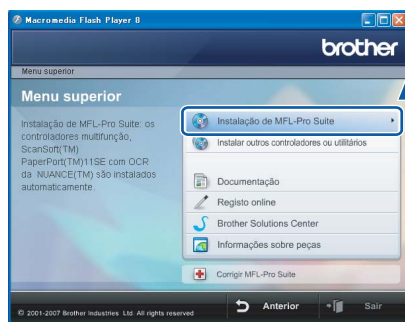 Macromedia Flash Player 8
brother
Menu superior
Menu superior
Instalação de MFL-Pro Suite: os
controladores multifunção,
ScanSoft(TM)
PaperPort(TM)11SE com OCR
da NUANCE(TM) são instalados
automaticamente.
Instalação de MFL-Pro Suite
Instalar outros controladores ou utilitários
Documentação
Registo online
Brother Solutions Center
Informações sobre peças
Corrigir MFL-Pro Suite
© 2001-2007 Brother Industries Ltd. All rights reserved
Anterior
Sair